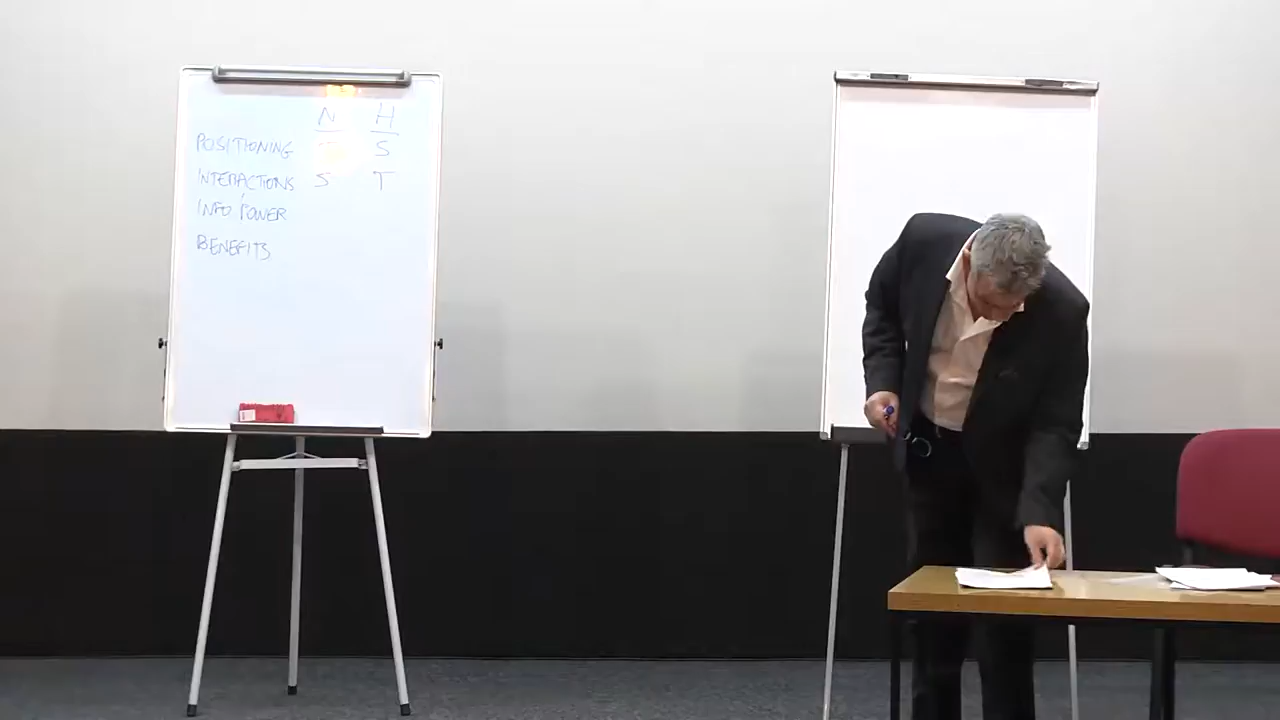 N H
POSITIONING S
INTERACTIONS S T
INFO POWER
BENEFITS